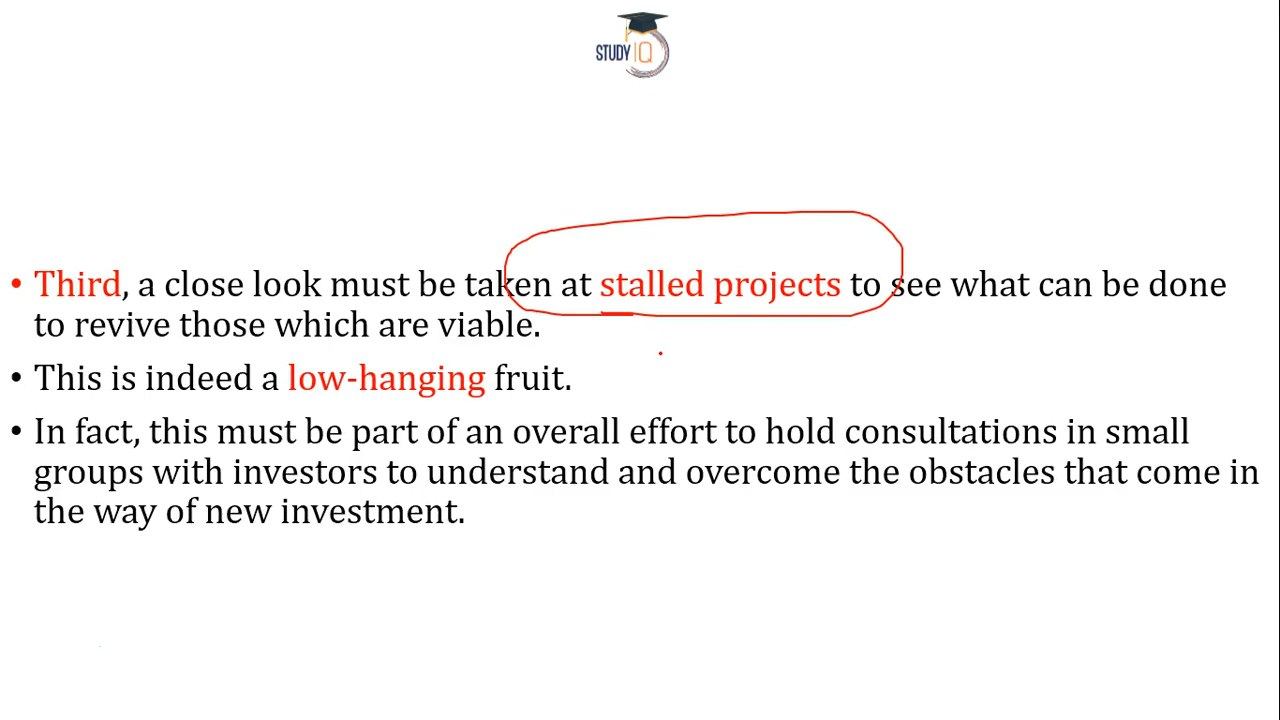 STUDY IQ
• Third, a close look must be taken at stalled projects to see what can be done
to revive those which are viable.
• This is indeed a low-hanging fruit.
• In fact, this must be part of an overall effort to hold consultations in small
groups with investors to understand and overcome the obstacles that come in
the way of new investment.